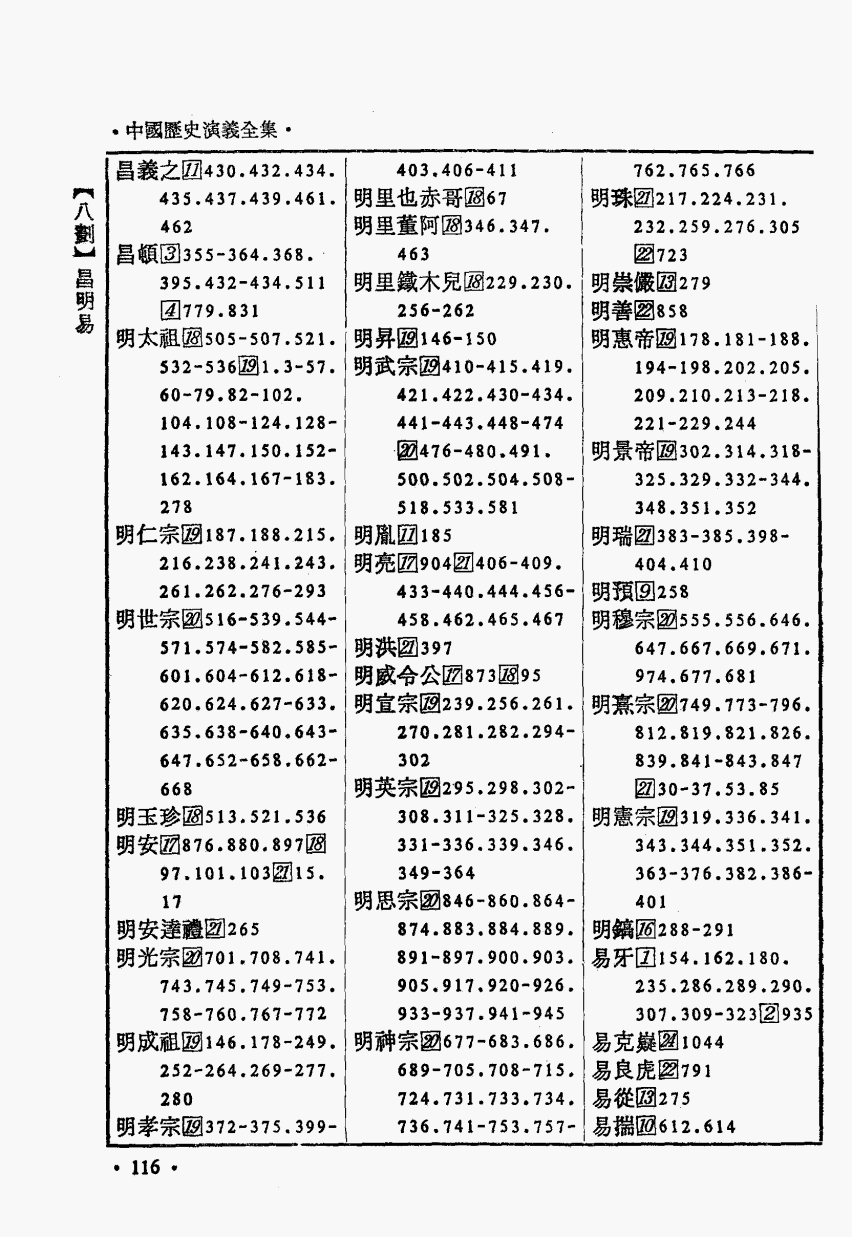 •中國歷史演義全集•
【八劃】昌明易
昌義之[11]430.432.434.
435.437.439.461.
462
昌頓[3]355-364.368.
395.432-434.511
[4]779.831
明太祖[18]505-507.521.
532-536[19]1.3-57.
60-79.82-102.
104.108-124.128-
143.147.150.152-
162.164.167-183.
278
明仁宗[19]187.188.215.
216.238.241.243.
261.262.276-293
明世宗[20]516-539.544-
571.574-582.585-
601.604-612.618-
620.624.627-633.
635.638-640.643-
647.652-658.662-
668
明玉珍[18]513.521.536
明安[17]876.880.897[18]
97.101.103[21]15.
17
明安達禮[21]265
明光宗[20]701.708.741.
743.745.749-753.
758-760.767-772
明成祖[19]146.178-249.
252-264.269-277.
280
明孝宗[19]372-375.399-
403.406-411
明里也赤哥[18]67
明里董阿[18]346.347.
463
明里鐵木兒[18]229.230.
256-262
明昇[19]146-150
明武宗[19]410-415.419.
421.422.430-434.
441-443.448-474
[20]476-480.491.
500.502.504.508-
518.533.581
明胤[11]185
明亮[17]904[21]406-409.
433-440.444.456-
458.462.465.467
明洪[21]397
明威令公[17]873[18]95
明宣宗[19]239.256.261.
270.281.282.294-
302
明英宗[19]295.298.302-
308.311-325.328.
331-336.339.346.
349-364
明思宗[20]846-860.864-
874.883.884.889.
891-897.900.903.
905.917.920-926.
933-937.941-945
明神宗[20]677-683.686.
689-705.708-715.
724.731.733.734.
736.741-753.757-
762.765.766
明珠[21]217.224.231.
232.259.276.305
[22]723
明崇儼[13]279
明善[22]858
明惠帝[19]178.181-188.
194-198.202.205.
209.210.213-218.
221-229.244
明景帝[19]302.314.318-
325.329.332-344.
348.351.352
明瑞[21]383-385.398-
404.410
明預[9]258
明穆宗[20]555.556.646.
647.667.669.671.
974.677.681
明熹宗[20]749.773-796.
812.819.821.826.
839.841-843.847
[21]30-37.53.85
明憲宗[19]319.336.341.
343.344.351.352.
363-376.382.386-
401
明鎬[16]288-291
易牙[1]154.162.180.
235.286.289.290.
307.309-323[2]935
易克嶷[24]1044
易良虎[22]791
易從[13]275
易揣[10]612.614
•116•